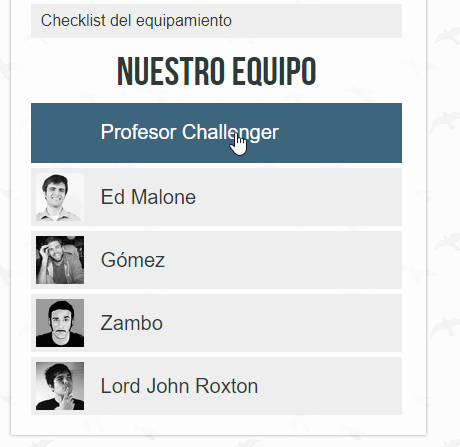 Checklist del equipamiento
NUESTRO EQUIPO
Profesor Challenger
Ed Malone
Gómez
Zambo
Lord John Roxton